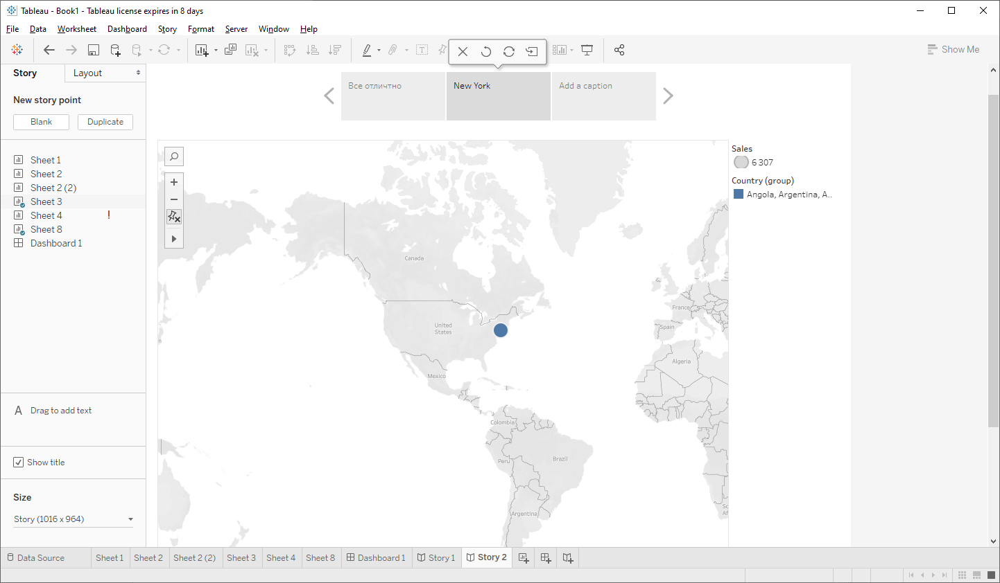 Tableau - Book1 - Tableau license expires in 8 days
File Data Worksheet Dashboard Story Format Server Window Help
Show Me
Story Layout
New story point
Blank Duplicate
Sheet 1
Sheet 2
Sheet 2 (2)
Sheet 3
Sheet 4 !
Sheet 8
Dashboard 1
A Drag to add text
Show title
Size
Story (1016 x 964)
Все отличтно New York Add a caption
Canada
United
States
Mexico
Colombia
Peru
Brazil
Argentina
France
Spain
Algeria
Sales
6 307
Country (group)
Angola, Argentina, A..
Data Source Sheet 1 Sheet 2 Sheet 2 (2) Sheet 3 Sheet 4 Sheet 8 Dashboard 1 Story 1 Story 2